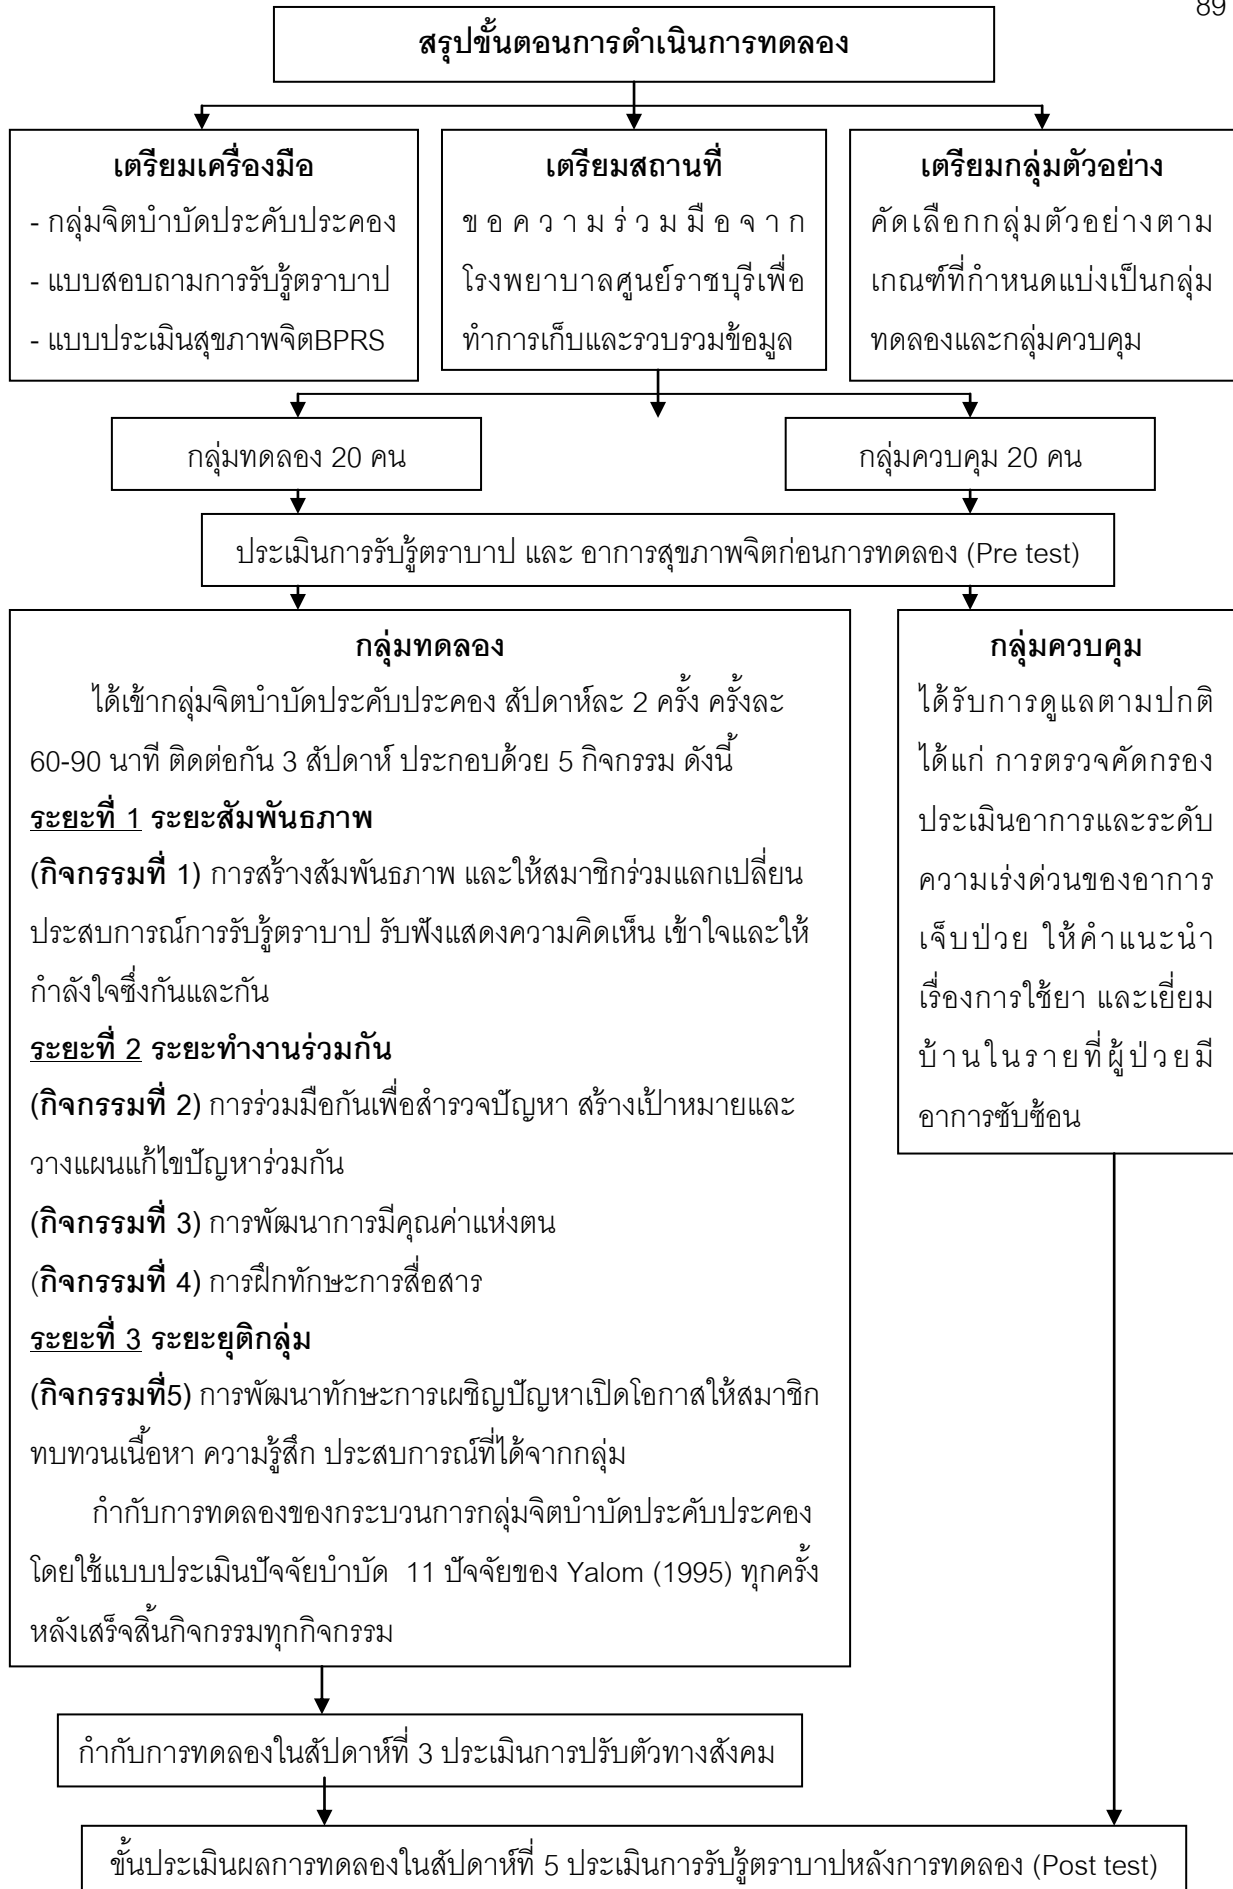 89
สรุปขั้นตอนการดำเนินการทดลอง
เตรียมเครื่องมือ
- กลุ่มจิตบำบัดประคับประคอง
- แบบสอบถามการรับรู้ตราบาป
- แบบประเมินสุขภาพจิตBPRS
เตรียมสถานที่
ขอความร่วมมือจาก
โรงพยาบาลศูนย์ราชบุรีเพื่อ
ทำการเก็บและรวบรวมข้อมูล
เตรียมกลุ่มตัวอย่าง
คัดเลือกกลุ่มตัวอย่างตาม
เกณฑ์ที่กำหนดแบ่งเป็นกลุ่ม
ทดลองและกลุ่มควบคุม
กลุ่มทดลอง 20 คน
กลุ่มควบคุม 20 คน
ประเมินการรับรู้ตราบาป และ อาการสุขภาพจิตก่อนการทดลอง (Pre test)
กลุ่มทดลอง
ได้เข้ากลุ่มจิตบำบัดประคับประคอง สัปดาห์ละ 2 ครั้ง ครั้งละ
60-90 นาที ติดต่อกัน 3 สัปดาห์ ประกอบด้วย 5 กิจกรรม ดังนี้
ระยะที่ 1 ระยะสัมพันธภาพ
(กิจกรรมที่ 1) การสร้างสัมพันธภาพ และให้สมาชิกร่วมแลกเปลี่ยน
ประสบการณ์การรับรู้ตราบาป รับฟังแสดงความคิดเห็น เข้าใจและให้
กำลังใจซึ่งกันและกัน
ระยะที่ 2 ระยะทำงานร่วมกัน
(กิจกรรมที่ 2) การร่วมมือกันเพื่อสำรวจปัญหา สร้างเป้าหมายและ
วางแผนแก้ไขปัญหาร่วมกัน
(กิจกรรมที่ 3) การพัฒนาการมีคุณค่าแห่งตน
(กิจกรรมที่ 4) การฝึกทักษะการสื่อสาร
ระยะที่ 3 ระยะยุติกลุ่ม
(กิจกรรมที่5) การพัฒนาทักษะการเผชิญปัญหาเปิดโอกาสให้สมาชิก
ทบทวนเนื้อหา ความรู้สึก ประสบการณ์ที่ได้จากกลุ่ม
กำกับการทดลองของกระบวนการกลุ่มจิตบำบัดประคับประคอง
โดยใช้แบบประเมินปัจจัยบำบัด 11 ปัจจัยของ Yalom (1995) ทุกครั้ง
หลังเสร็จสิ้นกิจกรรมทุกกิจกรรม
กลุ่มควบคุม
ได้รับการดูแลตามปกติ
ได้แก่ การตรวจคัดกรอง
ประเมินอาการและระดับ
ความเร่งด่วนของอาการ
เจ็บป่วย ให้คำแนะนำ
เรื่องการใช้ยา และเยี่ยม
บ้านในรายที่ผู้ป่วยมี
อาการซับซ้อน
กำกับการทดลองในสัปดาห์ที่ 3 ประเมินการปรับตัวทางสังคม
ขั้นประเมินผลการทดลองในสัปดาห์ที่ 5 ประเมินการรับรู้ตราบาปหลังการทดลอง (Post test)